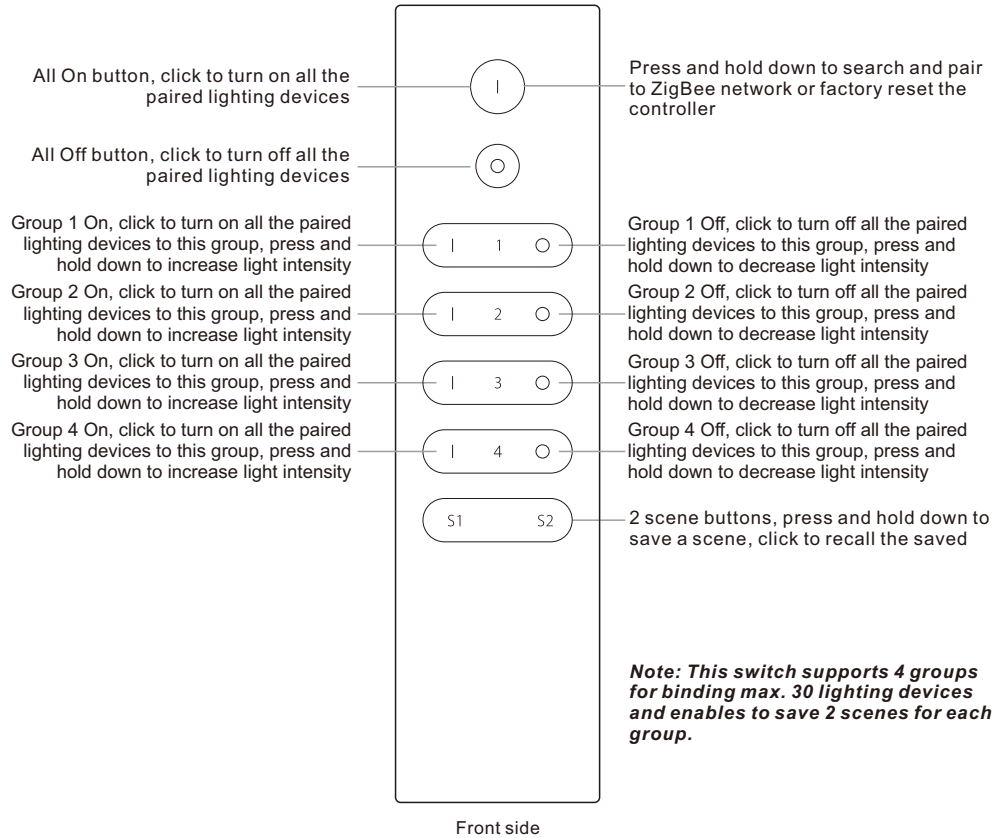 All On button, click to turn on all the
paired lighting devices
I
Press and hold down to search and pair
to ZigBee network or factory reset the
controller
All Off button, click to turn off all the
paired lighting devices
O
Group 1 On, click to turn on all the paired
lighting devices to this group, press and
hold down to increase light intensity
I 1 O
Group 1 Off, click to turn off all the paired
lighting devices to this group, press and
hold down to decrease light intensity
Group 2 On, click to turn on all the paired
lighting devices to this group, press and
hold down to increase light intensity
I 2 O
Group 2 Off, click to turn off all the paired
lighting devices to this group, press and
hold down to decrease light intensity
Group 3 On, click to turn on all the paired
lighting devices to this group, press and
hold down to increase light intensity
I 3 O
Group 3 Off, click to turn off all the paired
lighting devices to this group, press and
hold down to decrease light intensity
Group 4 On, click to turn on all the paired
lighting devices to this group, press and
hold down to increase light intensity
I 4 O
Group 4 Off, click to turn off all the paired
lighting devices to this group, press and
hold down to decrease light intensity
S1 S2
2 scene buttons, press and hold down to
save a scene, click to recall the saved
Note: This switch supports 4 groups
for binding max. 30 lighting devices
and enables to save 2 scenes for each
group.
Front side